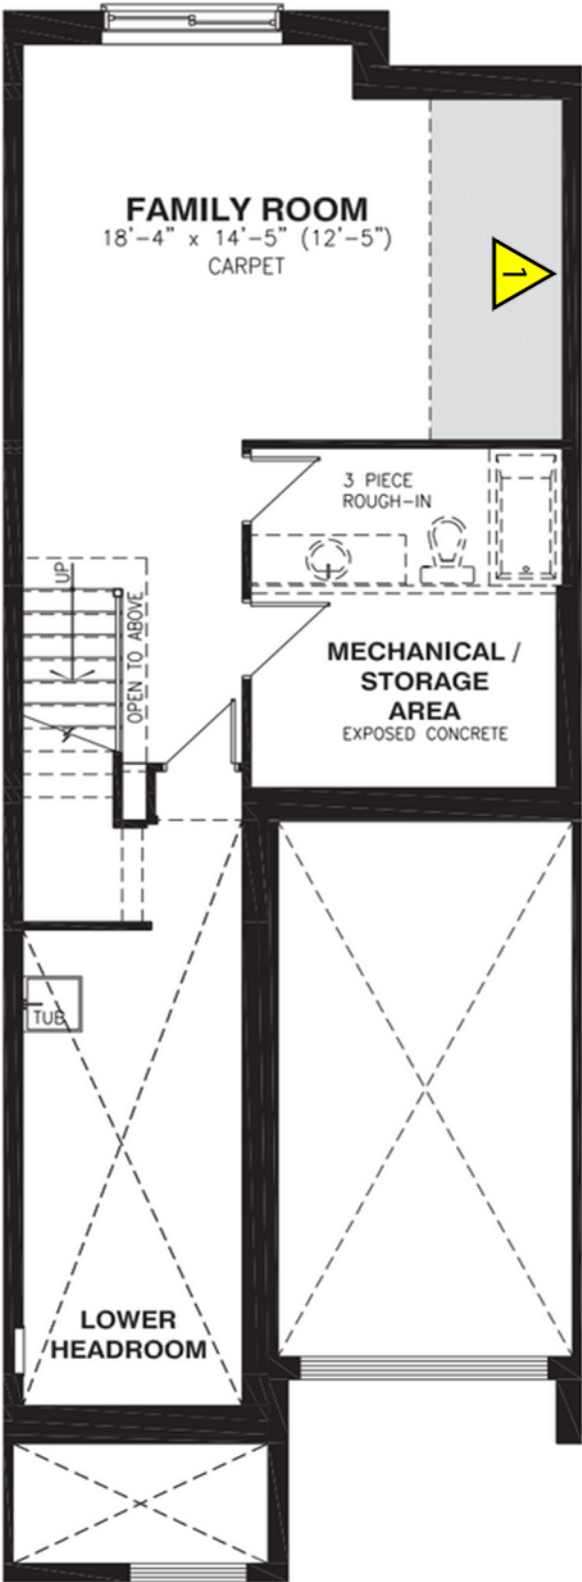 FAMILY ROOM
18'-4" x 14'-5" (12'-5")
CARPET
1
3 PIECE
ROUGH-IN
UP
OPEN TO ABOVE
MECHANICAL /
STORAGE
AREA
EXPOSED CONCRETE
TUB
LOWER
HEADROOM